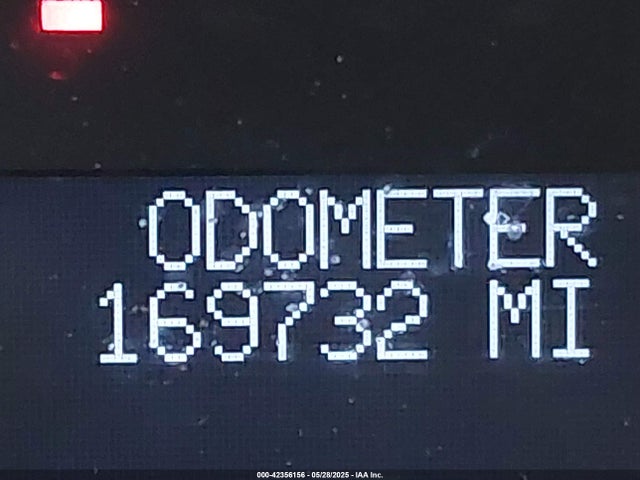 ODOMETER
169732 MI
000-42356156 - 05/28/2025 - IAA Inc.